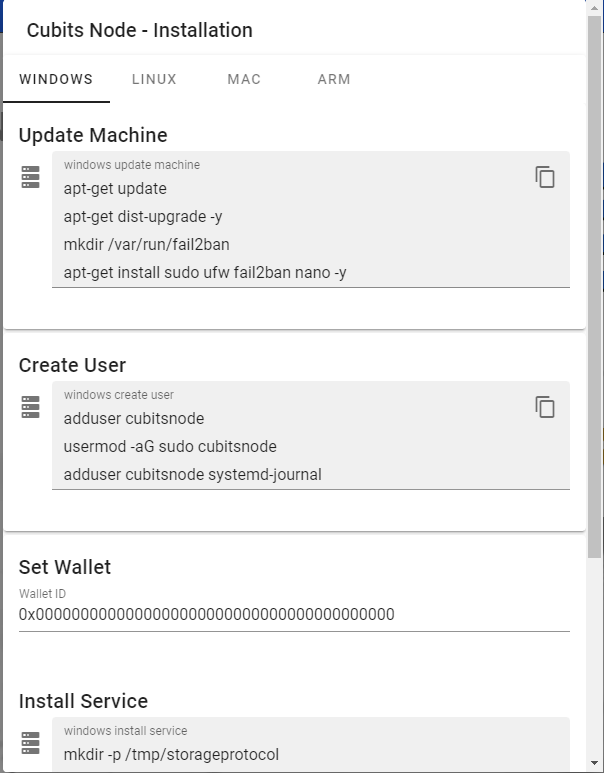 Cubits Node - Installation
WINDOWS LINUX MAC ARM
Update Machine
windows update machine
apt-get update
apt-get dist-upgrade -y
mkdir /var/run/fail2ban
apt-get install sudo ufw fail2ban nano -y
Create User
windows create user
adduser cubitsnode
usermod -aG sudo cubitsnode
adduser cubitsnode systemd-journal
Set Wallet
Wallet ID
0x0000000000000000000000000000000000000000
Install Service
windows install service
mkdir -p /tmp/storageprotocol